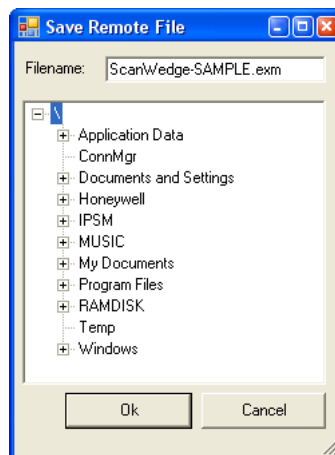 Save Remote File
Filename: ScanWedge-SAMPLE.exm
\
Application Data
ConnMgr
Documents and Settings
Honeywell
IPSM
MUSIC
My Documents
Program Files
RAMDISK
Temp
Windows
Ok Cancel